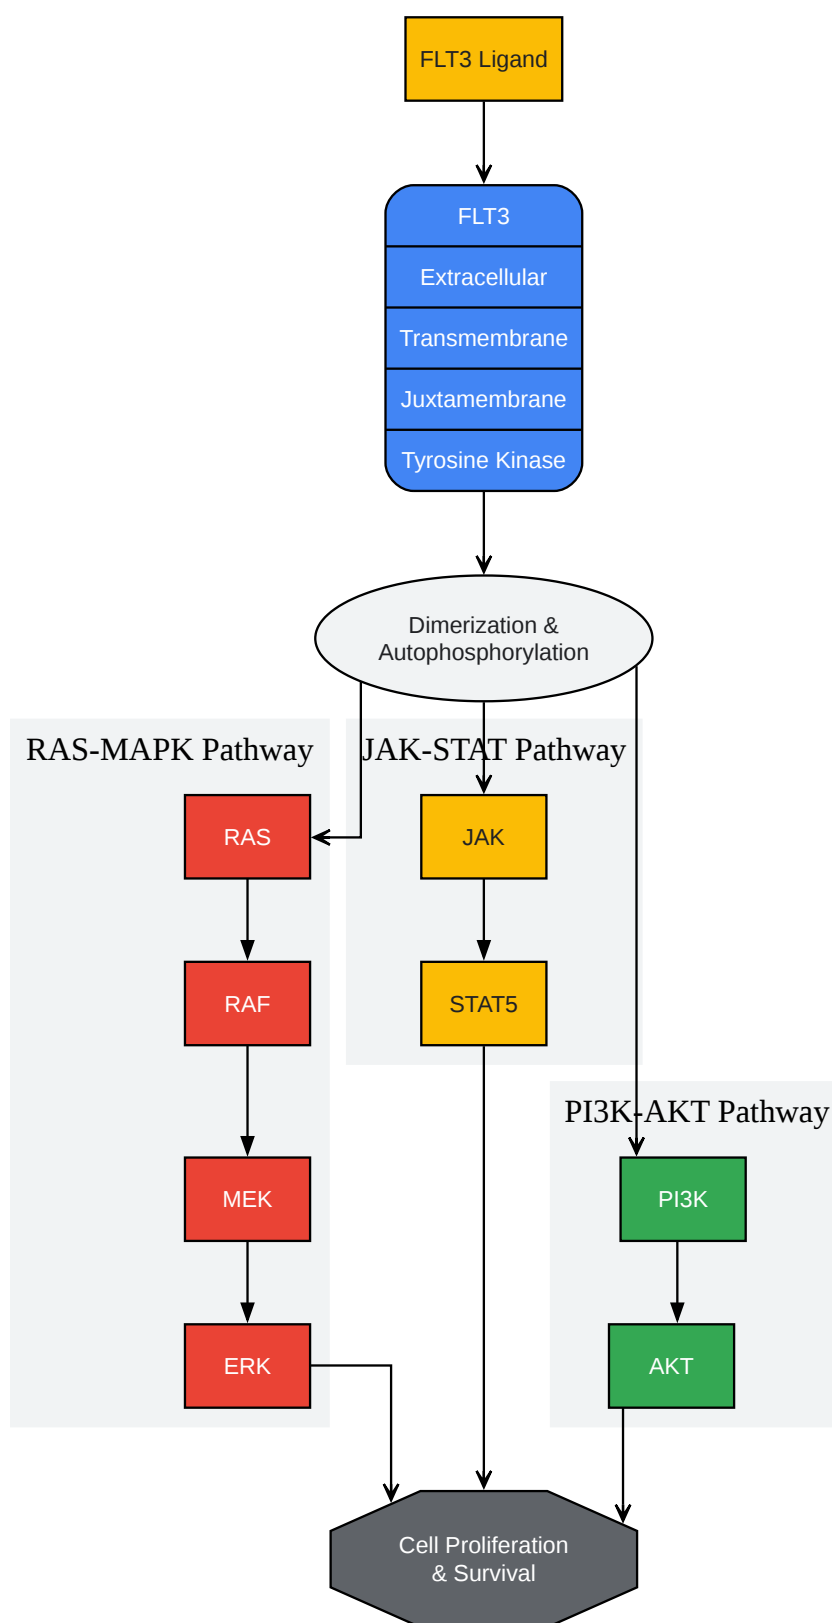 FLT3 Ligand
FLT3
Extracellular
Transmembrane
Juxtamembrane
Tyrosine Kinase
Dimerization &
Autophosphorylation
RAS-MAPK Pathway
RAS
RAF
MEK
ERK
JAK-STAT Pathway
JAK
STAT5
PI3K-AKT Pathway
PI3K
AKT
Cell Proliferation
& Survival